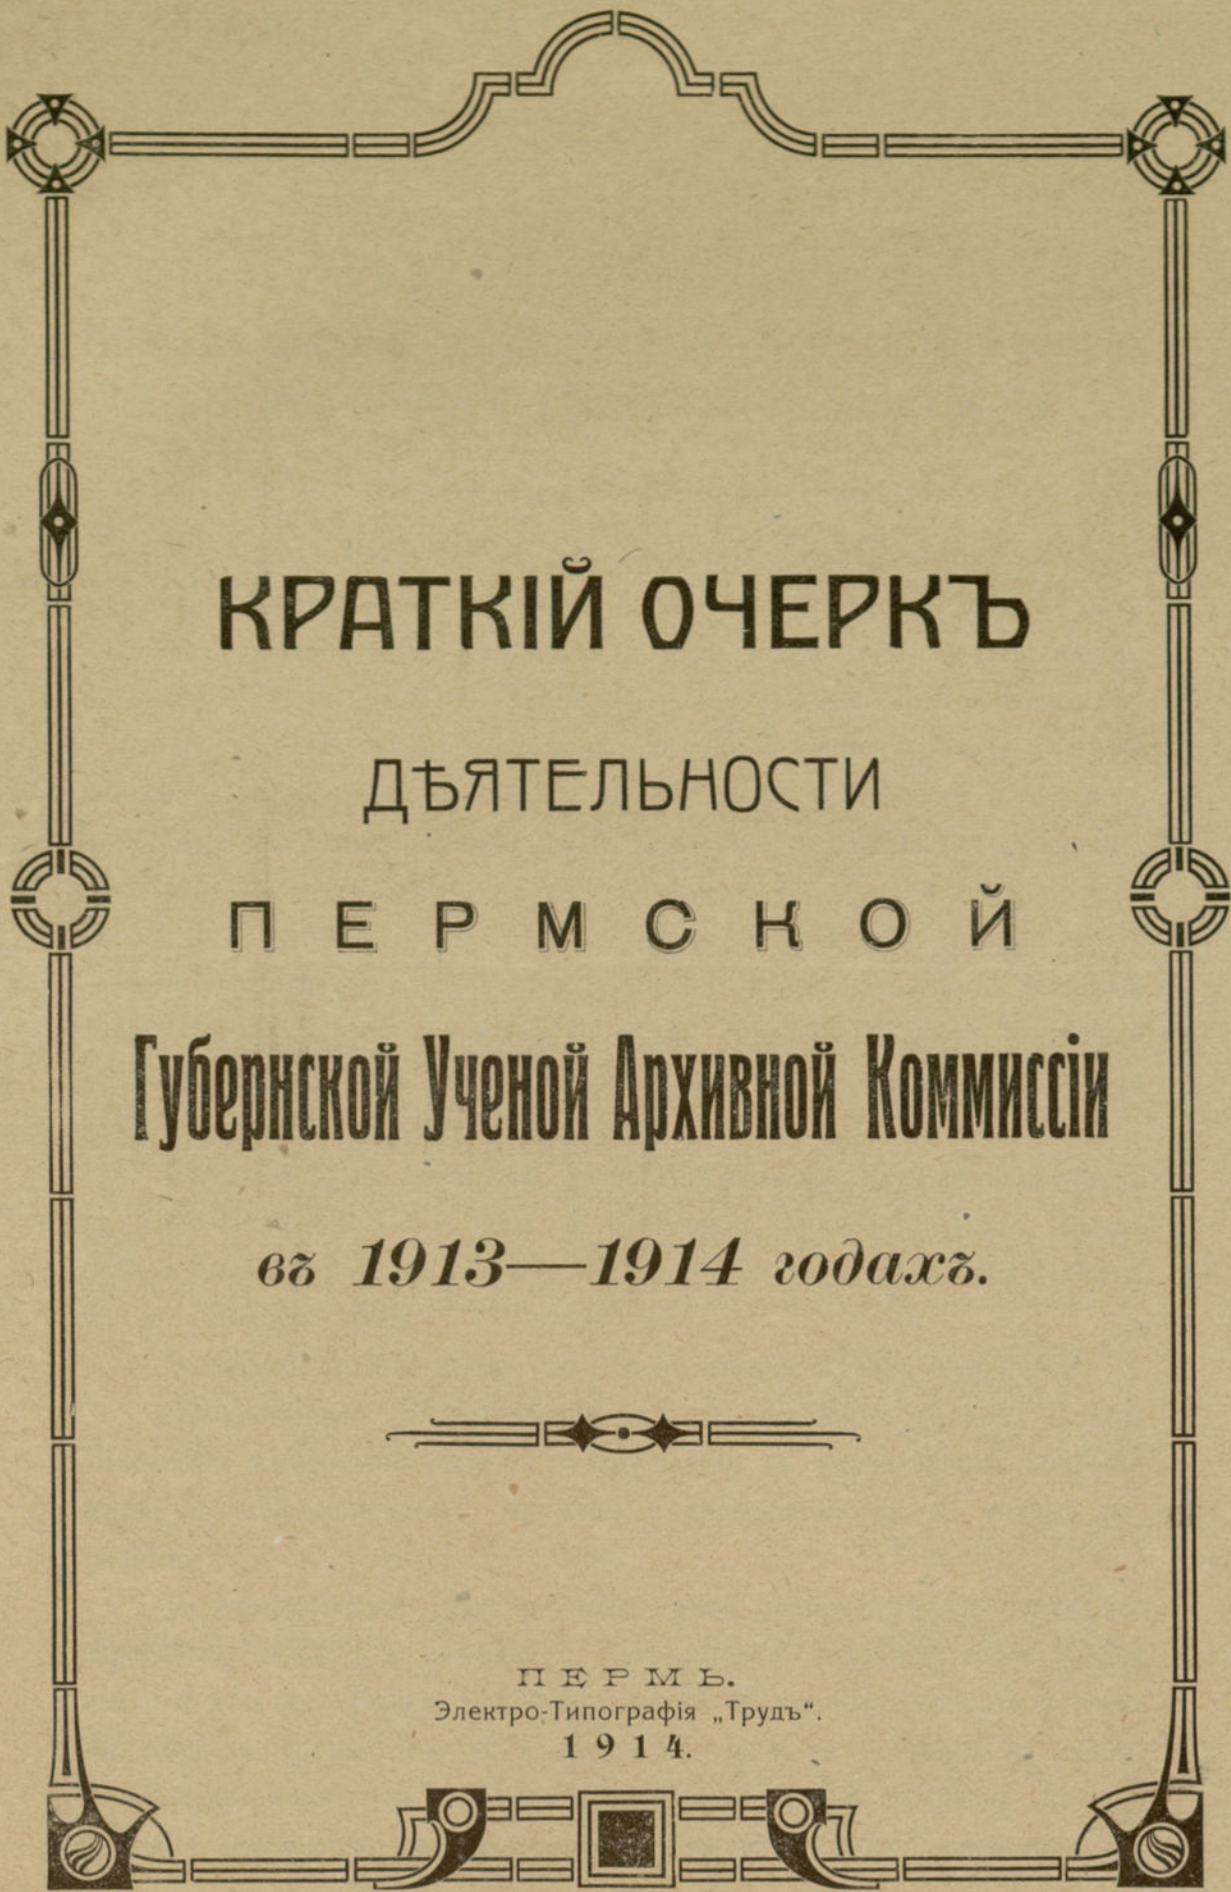 КРАТКІЙ ОЧЕРКЪ
ДѢЯТЕЛЬНОСТИ
ПЕРМСКОЙ
Губернской Ученой Архивной Коммиссіи
въ 1913—1914 годахъ.
ПЕРМЬ.
Электро-Типографія „Трудъ“.
1914.